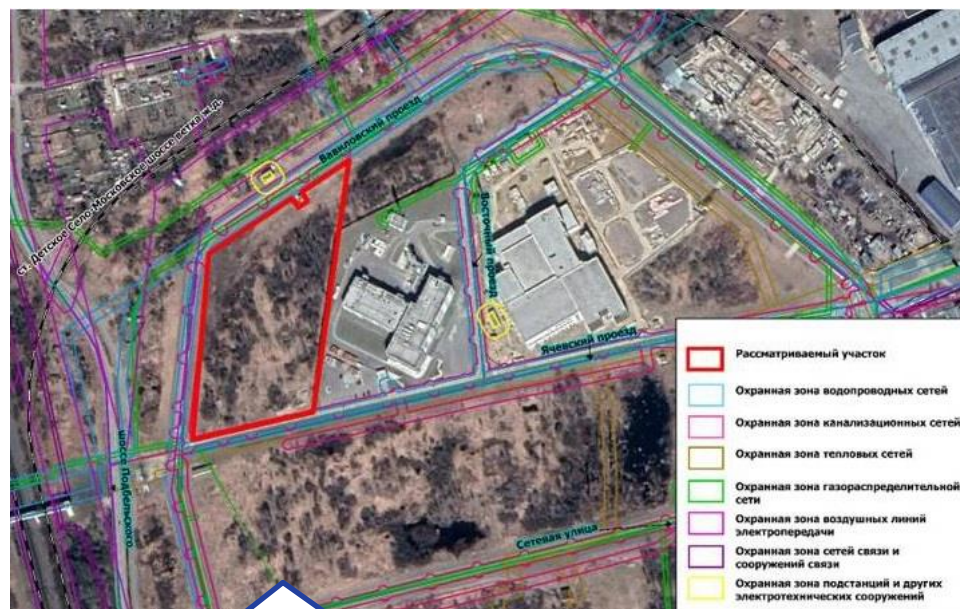 ст. Детское Село-Московское шоссе ветка ж.д.
Вавиловский проезд
Восточный проезд
Ячевский проезд
шоссе Подбельского
Сетевая улица
Рассматриваемый участок
Охранная зона водопроводных сетей
Охранная зона канализационных сетей
Охранная зона тепловых сетей
Охранная зона газораспределительной
сети
Охранная зона воздушных линий
электропередачи
Охранная зона сетей связи и
сооружений связи
Охранная зона подстанций и других
электротехнических сооружений